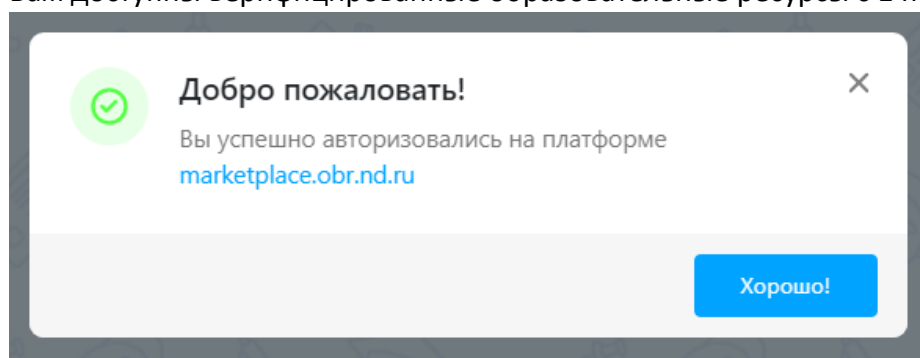 Добро пожаловать!
Вы успешно авторизовались на платформе
marketplace.obr.nd.ru
Хорошо!